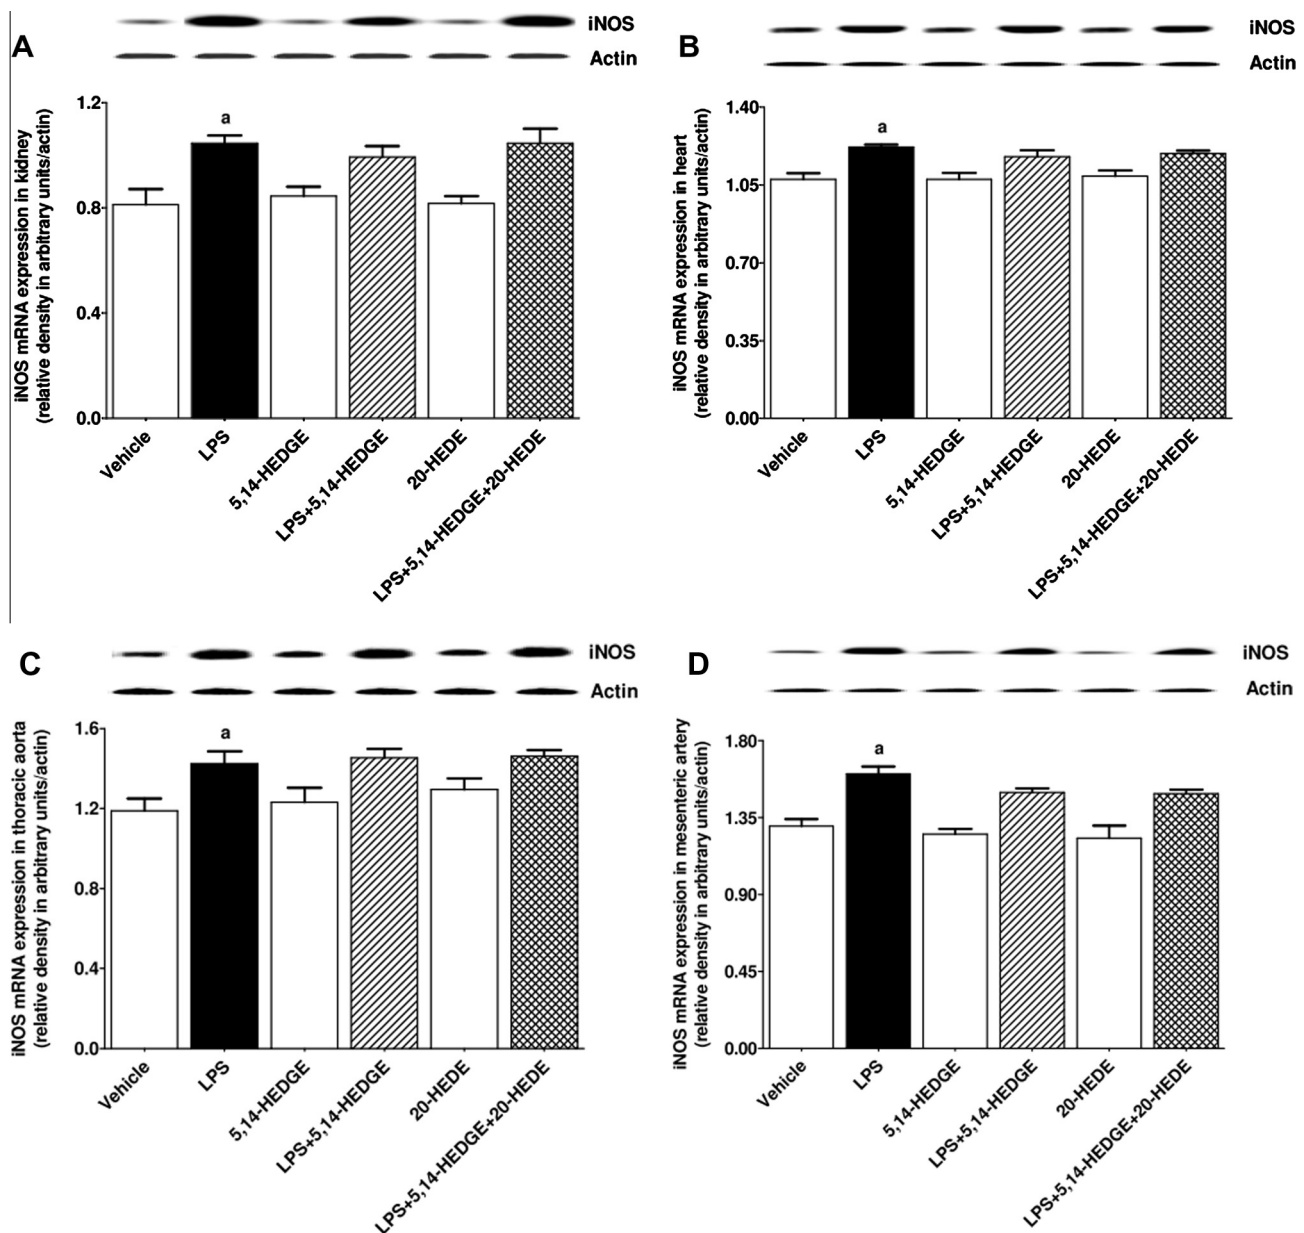 A
iNOS
Actin
iNOS mRNA expression in kidney
(relative density in arbitrary units/actin)
1.2
0.8
0.4
0.0
a
Vehicle
LPS
5,14-HEDGE
LPS+5,14-HEDGE
20-HEDE
LPS+5,14-HEDGE+20-HEDE
B
iNOS
Actin
iNOS mRNA expression in heart
(relative density in arbitrary units/actin)
1.40
1.05
0.70
0.35
0.00
a
Vehicle
LPS
5,14-HEDGE
LPS+5,14-HEDGE
20-HEDE
LPS+5,14-HEDGE+20-HEDE
C
iNOS
Actin
iNOS mRNA expression in thoracic aorta
(relative density in arbitrary units/actin)
1.6
1.2
0.8
0.4
0.0
a
Vehicle
LPS
5,14-HEDGE
LPS+5,14-HEDGE
20-HEDE
LPS+5,14-HEDGE+20-HEDE
D
iNOS
Actin
iNOS mRNA expression in mesenteric artery
(relative density in arbitrary units/actin)
1.80
1.35
0.90
0.45
0.00
a
Vehicle
LPS
5,14-HEDGE
LPS+5,14-HEDGE
20-HEDE
LPS+5,14-HEDGE+20-HEDE